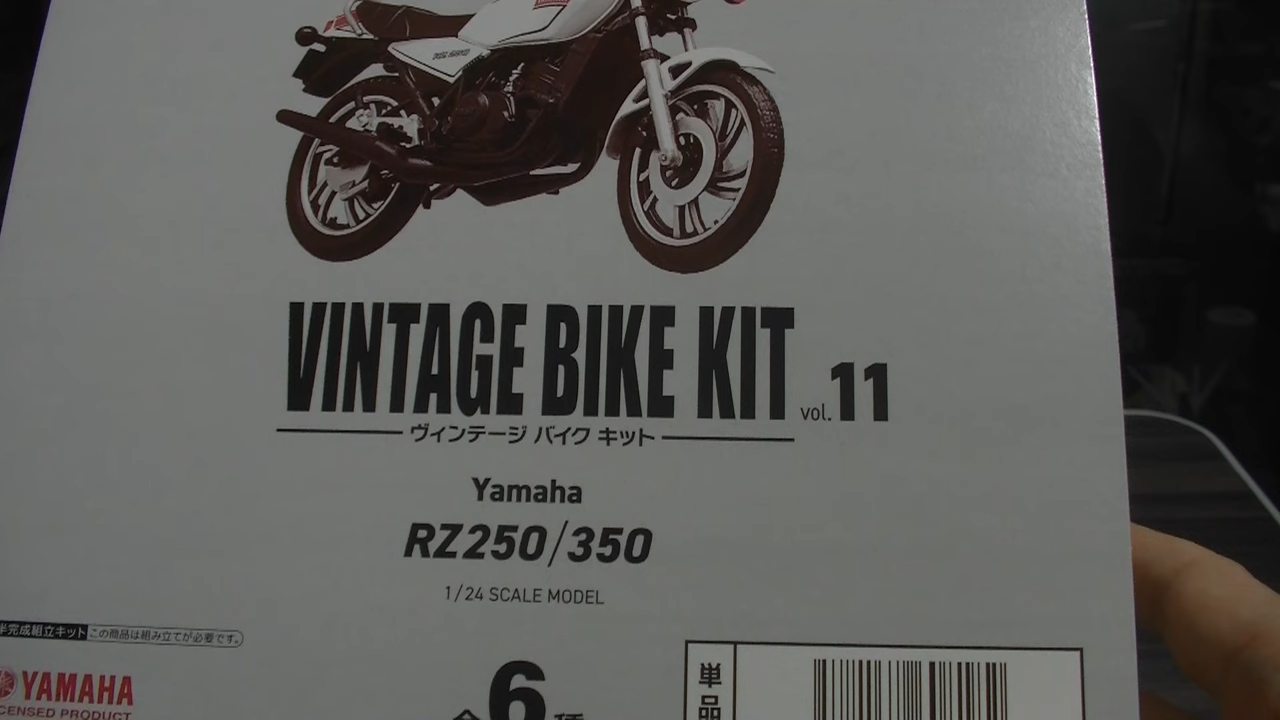 VINTAGE BIKE KIT vol.11
ヴィンテージ バイク キット
Yamaha
RZ250/350
1/24 SCALE MODEL
半完成組立キット この商品は組み立てが必要です。
YAMAHA
CENSED PRODUCT
全6種
単品